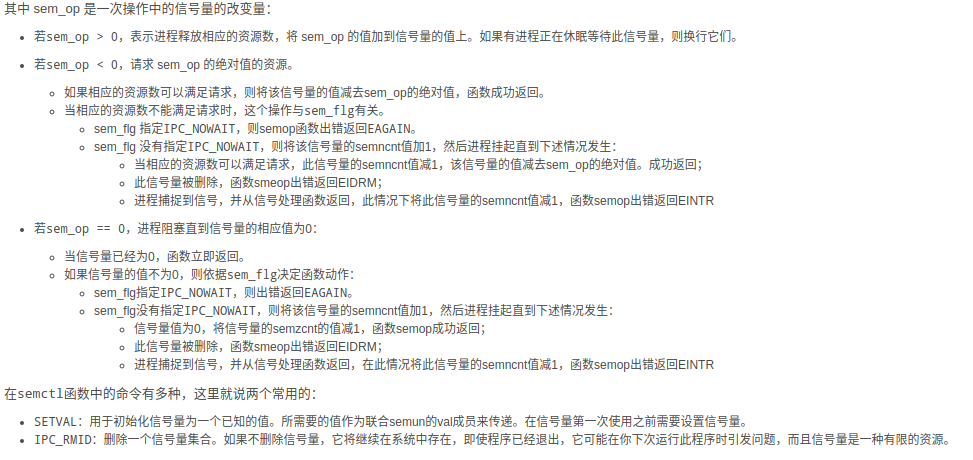 其中 sem_op 是一次操作中的信号量的改变量：
若sem_op > 0，表示进程释放相应的资源数，将 sem_op 的值加到信号量的值上。如果有进程正在休眠等待此信号量，则换行它们。
若sem_op < 0，请求 sem_op 的绝对值的资源。
如果相应的资源数可以满足请求，则将该信号量的值减去sem_op的绝对值，函数成功返回。
当相应的资源数不能满足请求时，这个操作与sem_flg有关。
sem_flg 指定IPC_NOWAIT，则semop函数出错返回EAGAIN。
sem_flg 没有指定IPC_NOWAIT，则将该信号量的semncnt值加1，然后进程挂起直到下述情况发生：
当相应的资源数可以满足请求，此信号量的semncnt值减1，该信号量的值减去sem_op的绝对值。成功返回；
此信号量被删除，函数smeop出错返回EIDRM；
进程捕捉到信号，并从信号处理函数返回，此情况下将此信号量的semncnt值减1，函数semop出错返回EINTR
若sem_op == 0，进程阻塞直到信号量的相应值为0：
当信号量已经为0，函数立即返回。
如果信号量的值不为0，则依据sem_flg决定函数动作：
sem_flg指定IPC_NOWAIT，则出错返回EAGAIN。
sem_flg没有指定IPC_NOWAIT，则将该信号量的semncnt值加1，然后进程挂起直到下述情况发生：
信号量值为0，将信号量的semzcnt的值减1，函数semop成功返回；
此信号量被删除，函数smeop出错返回EIDRM；
进程捕捉到信号，并从信号处理函数返回，在此情况将此信号量的semncnt值减1，函数semop出错返回EINTR
在semctl函数中的命令有多种，这里就说两个常用的：
SETVAL：用于初始化信号量为一个已知的值。所需要的值作为联合semun的val成员来传递。在信号量第一次使用之前需要设置信号量。
IPC_RMID：删除一个信号量集合。如果不删除信号量，它将继续在系统中存在，即使程序已经退出，它可能在你下次运行此程序时引发问题，而且信号量是一种有限的资源。